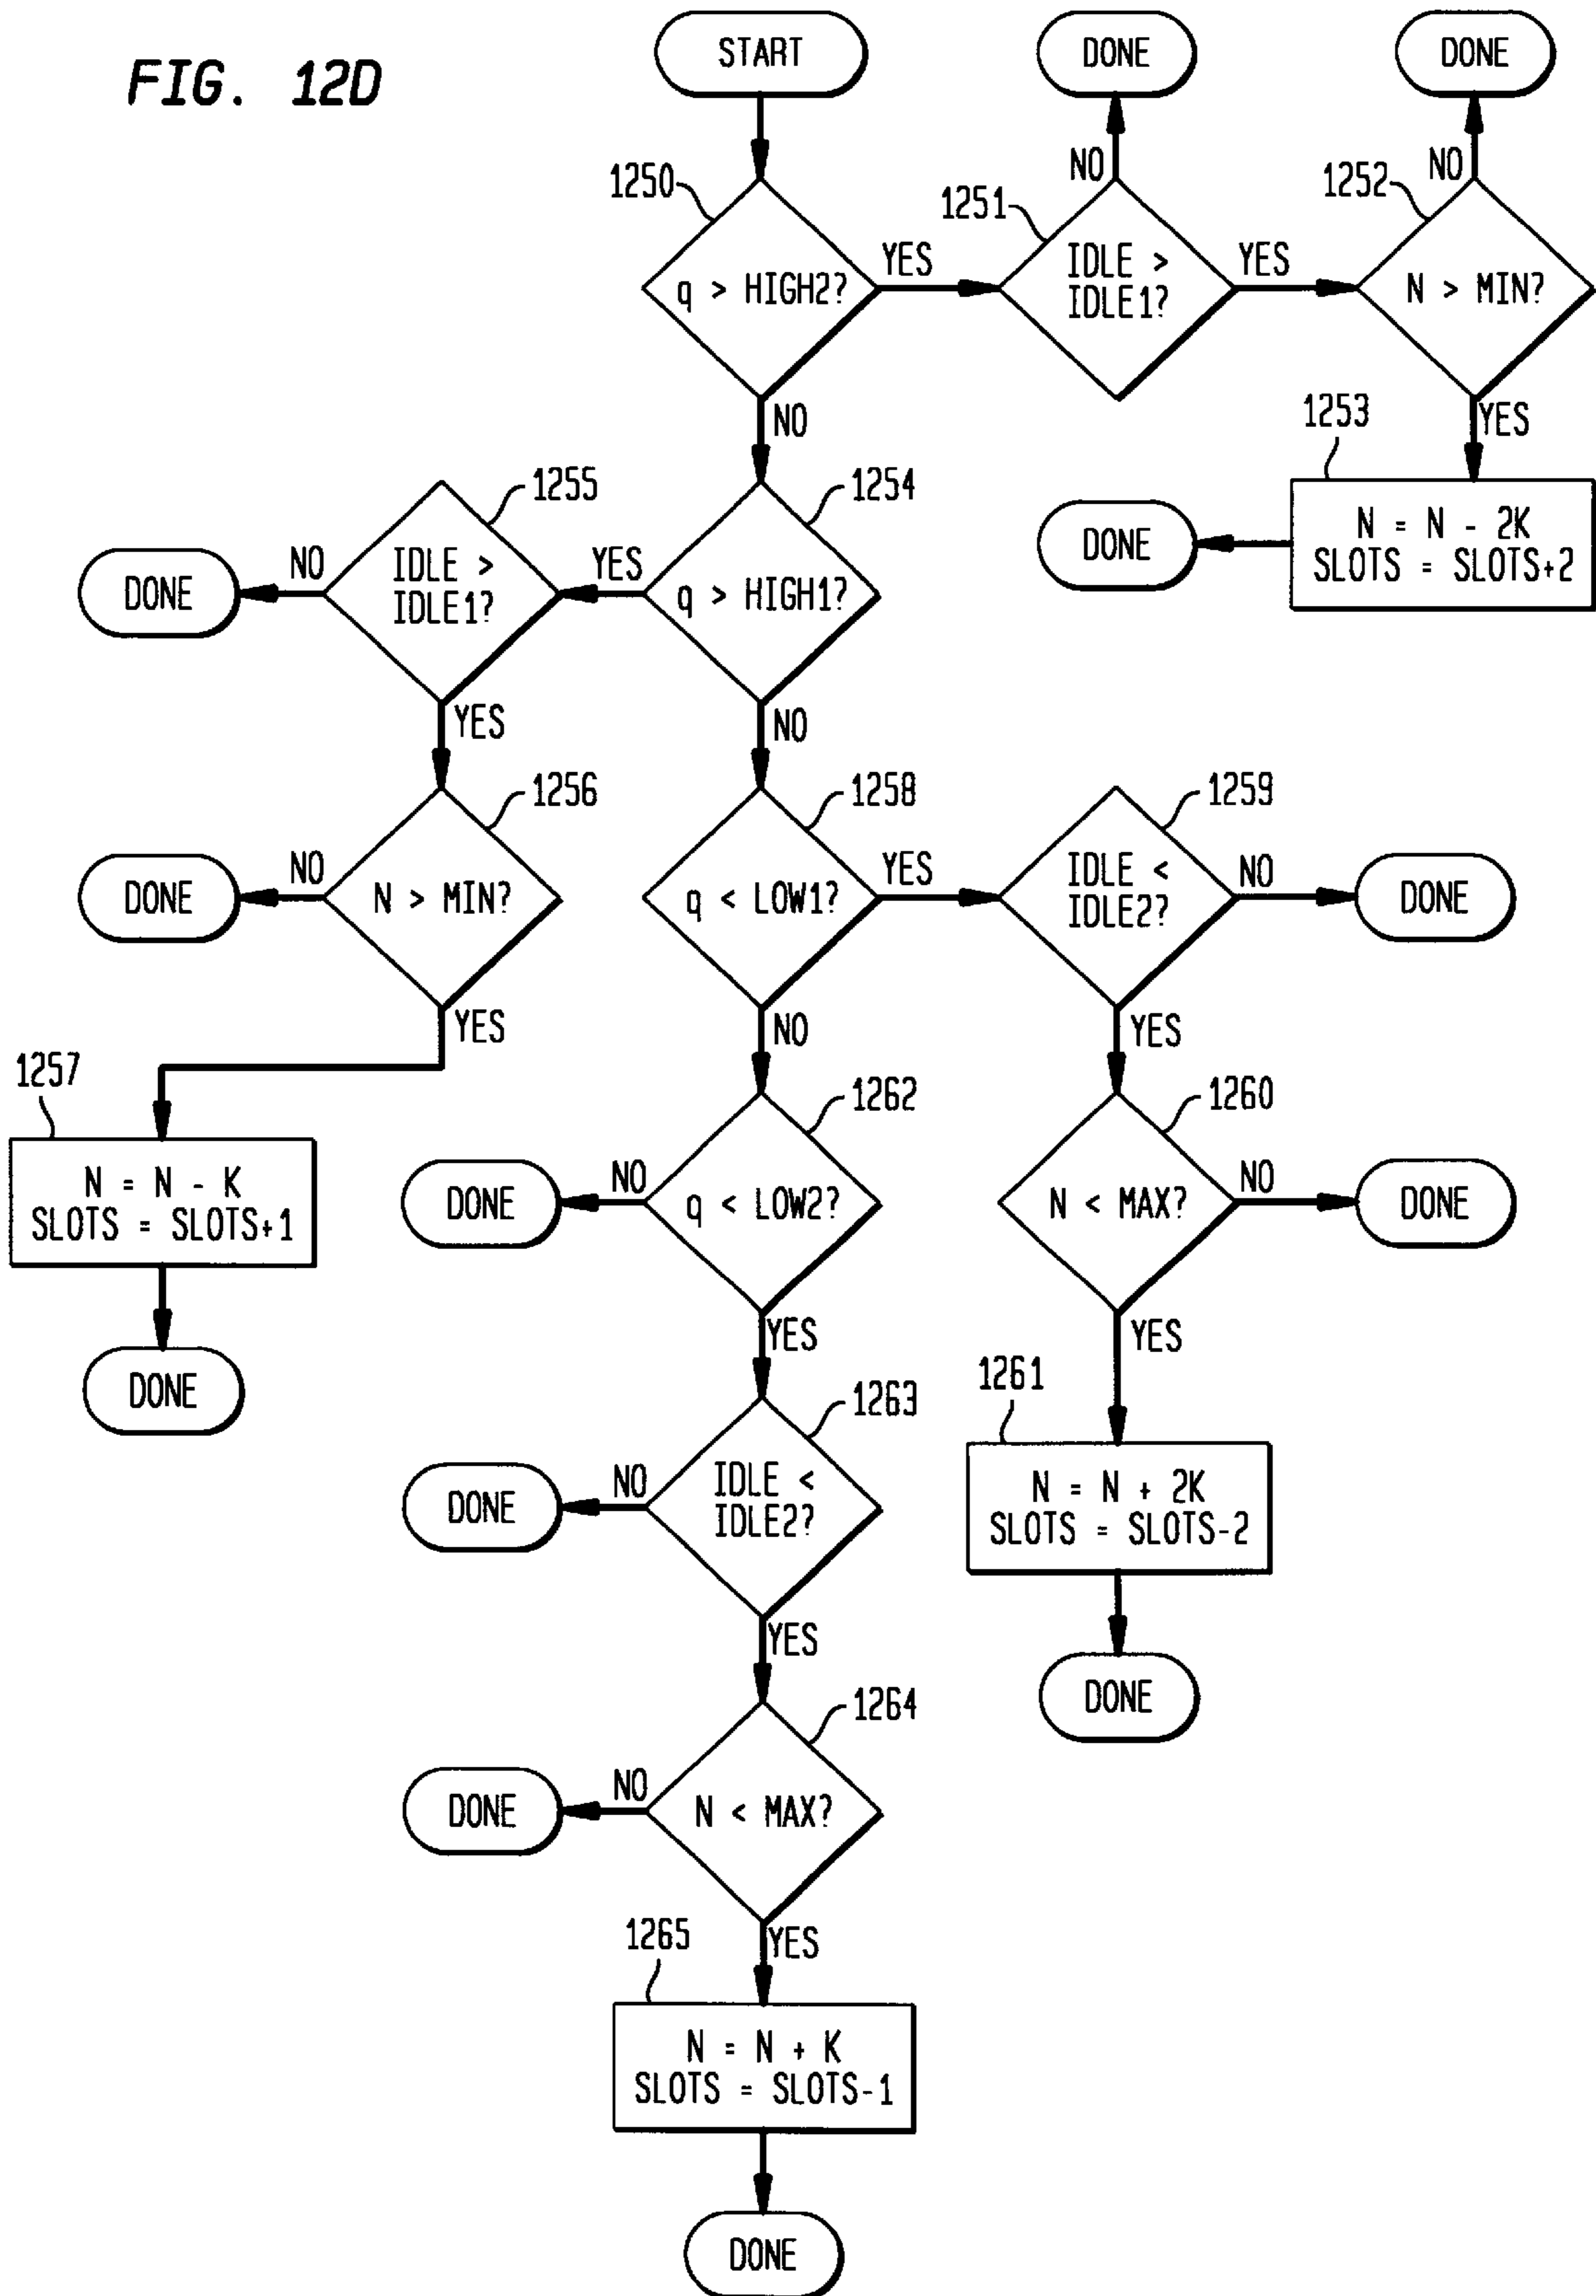 FIG. 12D
START
DONE
DONE
NO
NO
1250
1251
1252
q > HIGH2?
YES
IDLE >
IDLE1?
YES
N > MIN?
NO
YES
1253
N = N - 2K
SLOTS = SLOTS+2
DONE
1255
1254
DONE
NO
IDLE >
IDLE1?
YES
q > HIGH1?
YES
NO
1256
1258
1259
DONE
NO
N > MIN?
q < LOW1?
YES
IDLE <
IDLE2?
NO
DONE
YES
NO
YES
1257
1262
1260
N = N - K
SLOTS = SLOTS+1
DONE
NO
q < LOW2?
N < MAX?
NO
DONE
YES
YES
DONE
1263
1261
DONE
NO
IDLE <
IDLE2?
N = N + 2K
SLOTS = SLOTS-2
YES
DONE
1264
DONE
NO
N < MAX?
YES
1265
N = N + K
SLOTS = SLOTS-1
DONE